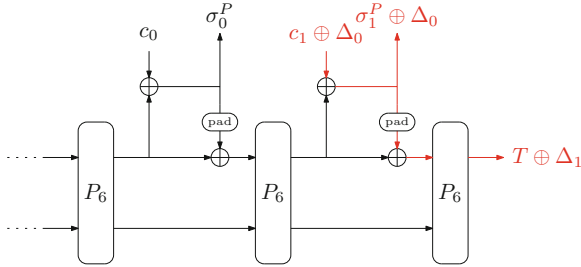 c₀ σ₀ᴾ c₁ ⊕ Δ₀ σ₁ᴾ ⊕ Δ₀
pad pad
P₆ P₆ P₆ T ⊕ Δ₁